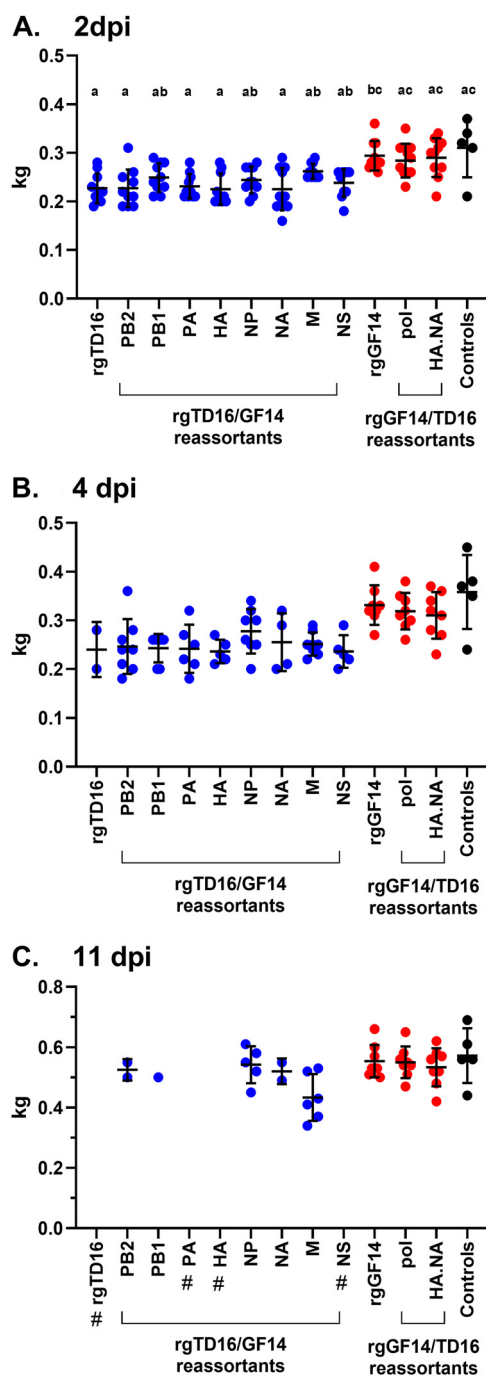 A. 2dpi
a a ab a a ab a ab ab bc ac ac ac
0.5
0.4
0.3
0.2
0.1
0.0
kg
rgTD16 PB2 PB1 PA HA NP NA M NS rgGF14 pol HA.NA Controls
rgTD16/GF14 rgGF14/TD16
reassortants reassortants
B. 4 dpi
0.5
0.4
0.3
0.2
0.1
0.0
kg
rgTD16 PB2 PB1 PA HA NP NA M NS rgGF14 pol HA.NA Controls
rgTD16/GF14 rgGF14/TD16
reassortants reassortants
C. 11 dpi
0.8
0.6
0.4
0.2
0.0
kg
# rgTD16 PB2 PB1 # PA # HA NP NA M # NS rgGF14 pol HA.NA Controls
rgTD16/GF14 rgGF14/TD16
reassortants reassortants